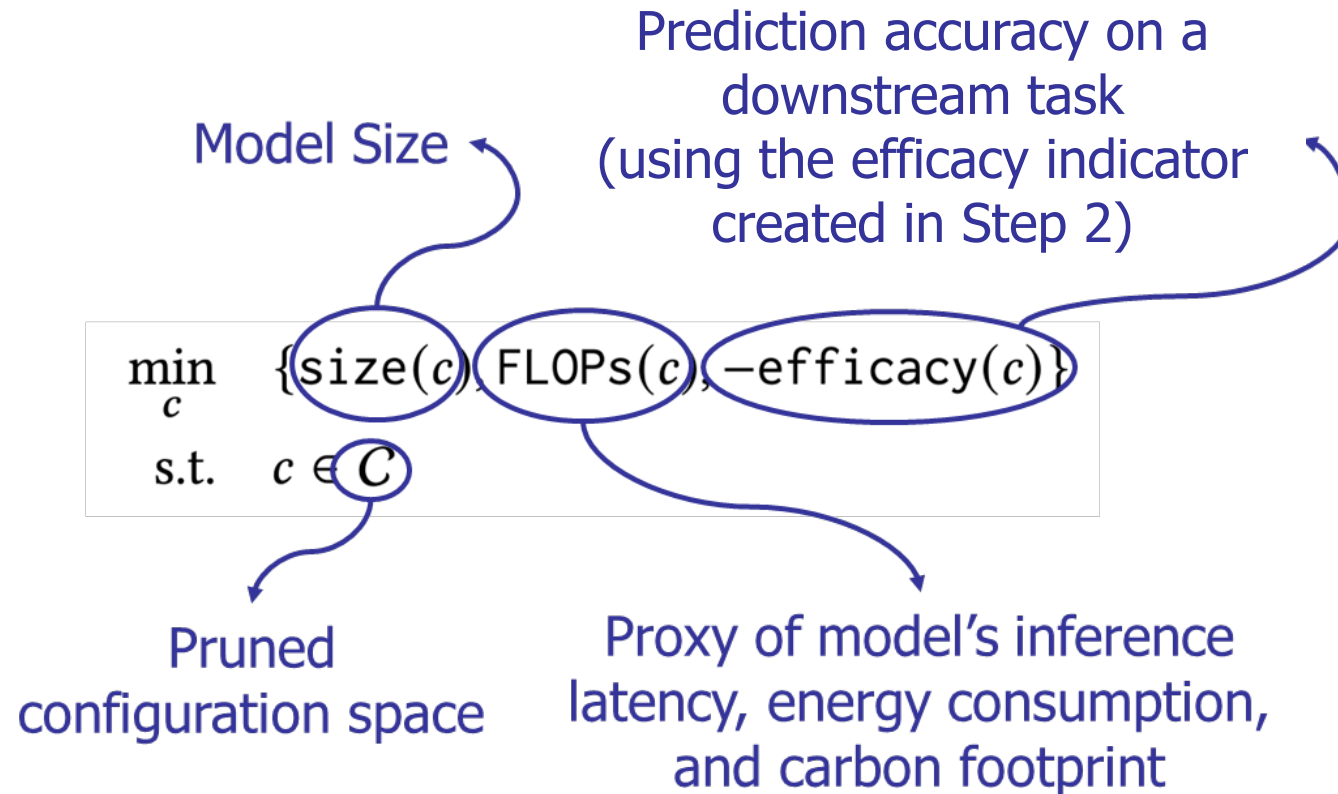 Prediction accuracy on a
downstream task
(using the efficacy indicator
created in Step 2)
Model Size
min {size(c), FLOPs(c), −efficacy(c)}
c
s.t. c ∈ C
Pruned
configuration space
Proxy of model’s inference
latency, energy consumption,
and carbon footprint